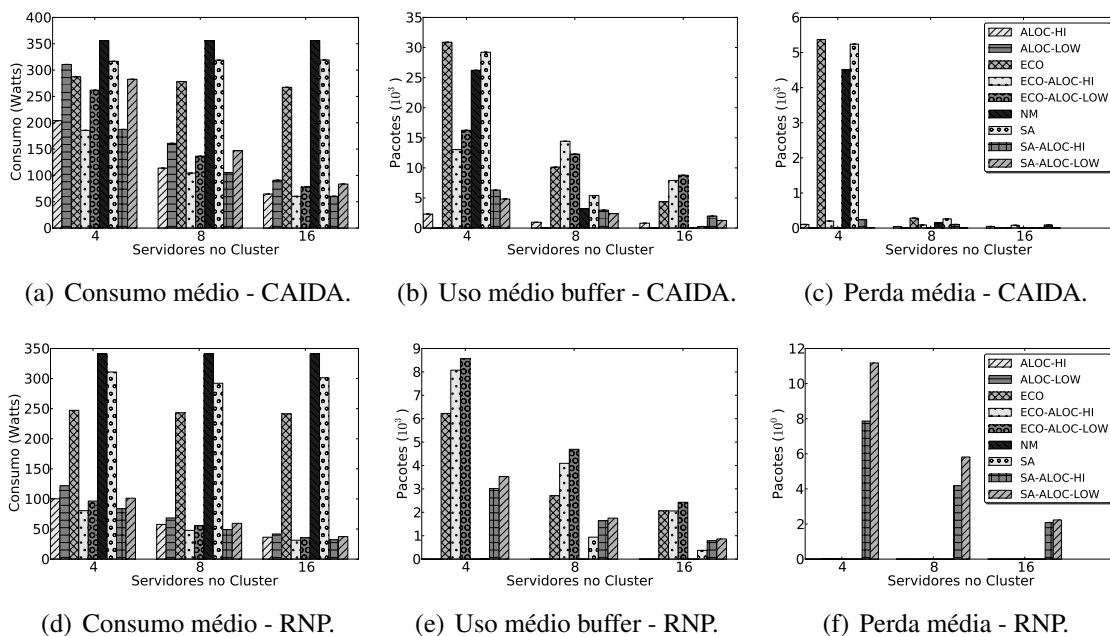 400
350
300
250
200
150
100
50
0
Consumo (Watts)
4 8 16
Servidores no Cluster
(a) Consumo médio - CAIDA.
35
30
25
20
15
10
5
0
Pacotes (10³)
4 8 16
Servidores no Cluster
(b) Uso médio buffer - CAIDA.
6
5
4
3
2
1
0
Pacotes (10³)
4 8 16
Servidores no Cluster
ALOC-HI
ALOC-LOW
ECO
ECO-ALOC-HI
ECO-ALOC-LOW
NM
SA
SA-ALOC-HI
SA-ALOC-LOW
(c) Perda média - CAIDA.
350
300
250
200
150
100
50
0
Consumo (Watts)
4 8 16
Servidores no Cluster
(d) Consumo médio - RNP.
9
8
7
6
5
4
3
2
1
0
Pacotes (10³)
4 8 16
Servidores no Cluster
(e) Uso médio buffer - RNP.
12
10
8
6
4
2
0
Pacotes (10⁰)
4 8 16
Servidores no Cluster
ALOC-HI
ALOC-LOW
ECO
ECO-ALOC-HI
ECO-ALOC-LOW
NM
SA
SA-ALOC-HI
SA-ALOC-LOW
(f) Perda média - RNP.